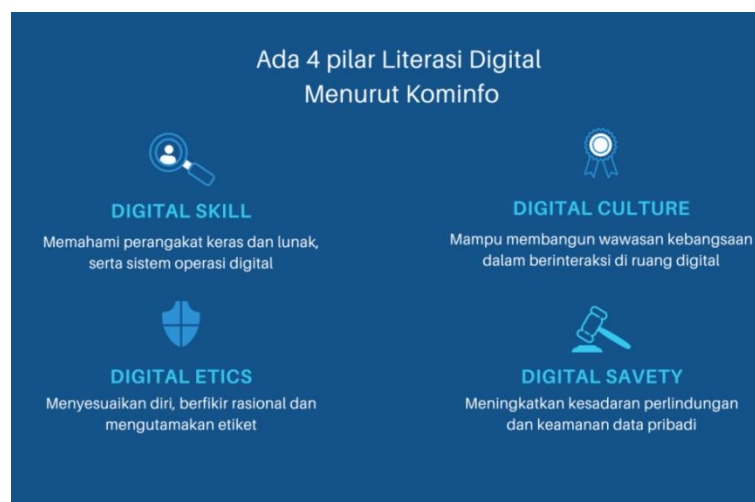 Ada 4 pilar Literasi Digital
Menurut Kominfo
DIGITAL SKILL
Memahami perangakat keras dan lunak,
serta sistem operasi digital
DIGITAL CULTURE
Mampu membangun wawasan kebangsaan
dalam berinteraksi di ruang digital
DIGITAL ETICS
Menyesuaikan diri, berfikir rasional dan
mengutamakan etiket
DIGITAL SAVETY
Meningkatkan kesadaran perlindungan
dan keamanan data pribadi